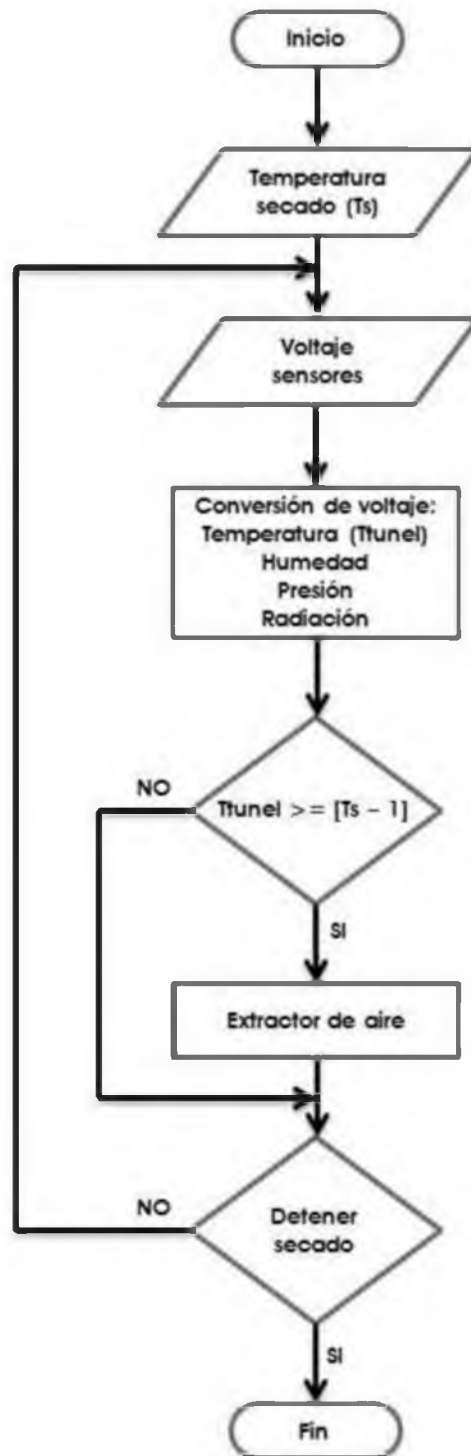 Inicio
Temperatura
secado (Ts)
Voltaje
sensores
Conversión de voltaje:
Temperatura (Ttunel)
Humedad
Presión
Radiación
NO
Ttunel >= [Ts – 1]
SI
Extractor de aire
NO
Detener
secado
SI
Fin